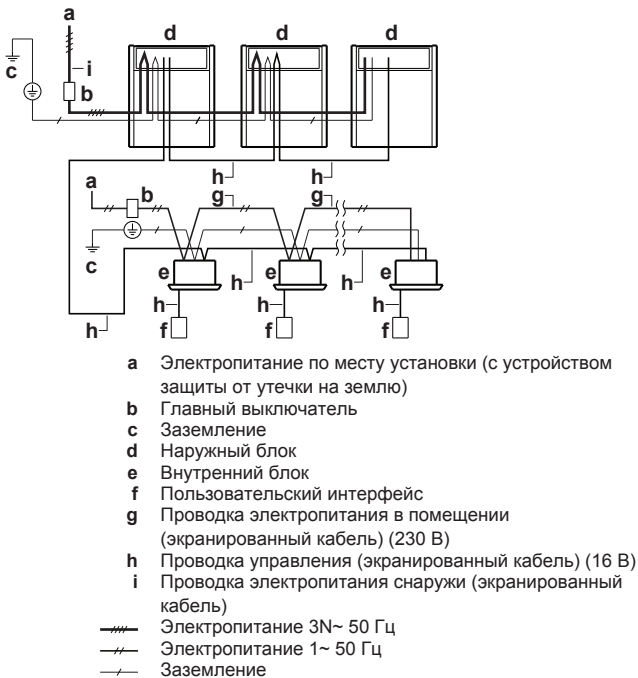 a
d
d
d
c
i
b
h
h
a
b
g
g
c
e
h
e
h
e
h
h
h
h
f
f
f
a Электропитание по месту установки (с устройством
защиты от утечки на землю)
b Главный выключатель
c Заземление
d Наружный блок
e Внутренний блок
f Пользовательский интерфейс
g Проводка электропитания в помещении
(экранированный кабель) (230 В)
h Проводка управления (экранированный кабель) (16 В)
i Проводка электропитания снаружи (экранированный
кабель)
Электропитание 3N~ 50 Гц
Электропитание 1~ 50 Гц
Заземление